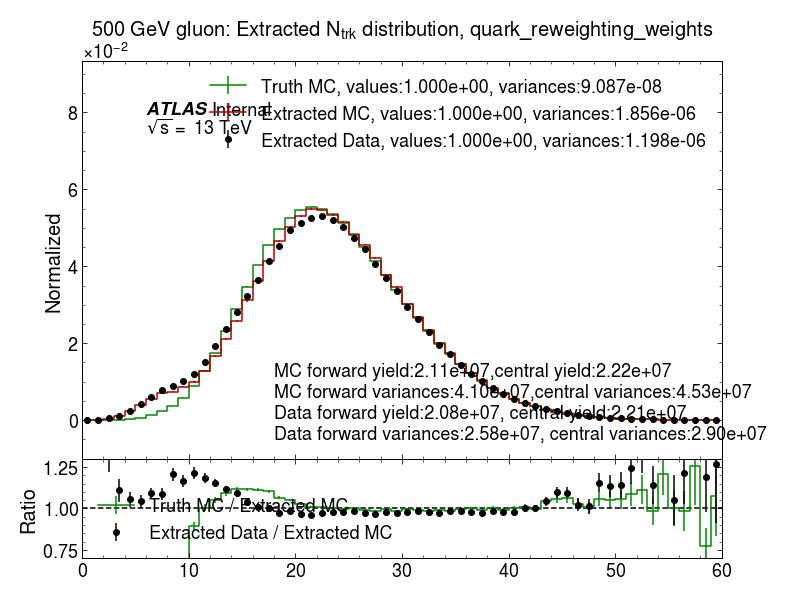 500 GeV gluon: Extracted Ntrk distribution, quark_reweighting_weights
×10−2
Truth MC, values:1.000e+00, variances:9.087e-08
ATLAS Internal
Extracted MC, values:1.000e+00, variances:1.856e-06
√s = 13 TeV
Extracted Data, values:1.000e+00, variances:1.198e-06
Normalized
8
6
4
2
0
MC forward yield:2.11e+07,central yield:2.22e+07
MC forward variances:4.10e+07,central variances:4.53e+07
Data forward yield:2.08e+07, central yield:2.21e+07
Data forward variances:2.58e+07, central variances:2.90e+07
Ratio
1.25
1.00
0.75
Truth MC / Extracted MC
Extracted Data / Extracted MC
0 10 20 30 40 50 60